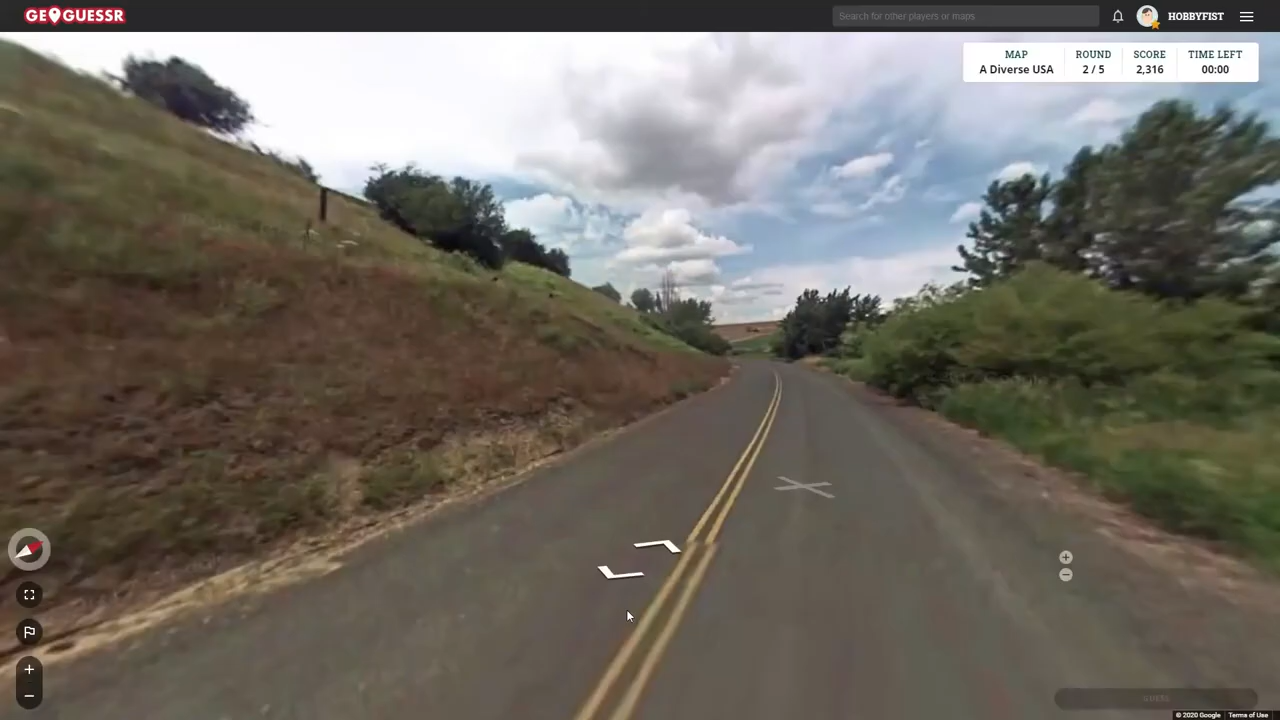 GEOGUESSR
Search for other players or maps
HOBBYFIST
MAP
A Diverse USA
ROUND
2 / 5
SCORE
2,316
TIME LEFT
00:00
GUESS
© 2020 Google
Terms of Use